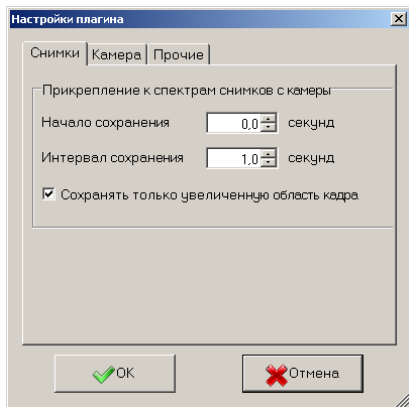 Настройки плагина
Снимки Камера Прочие
Прикрепление к спектрам снимков с камеры
Начало сохранения 0,0 секунд
Интервал сохранения 1,0 секунд
Сохранять только увеличенную область кадра
OK Отмена